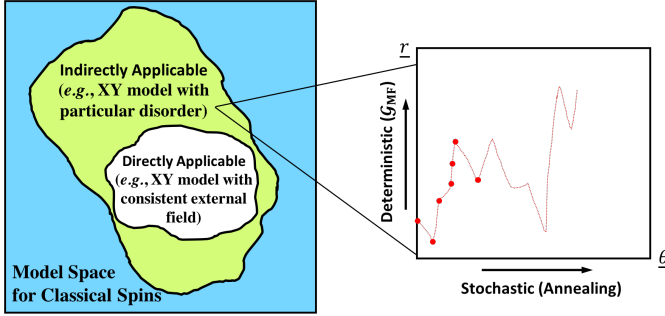 Indirectly Applicable
(e.g., XY model with
particular disorder)
Directly Applicable
(e.g., XY model with
consistent external
field)
Model Space
for Classical Spins
r
Deterministic (𝒢MF)
θ
Stochastic (Annealing)